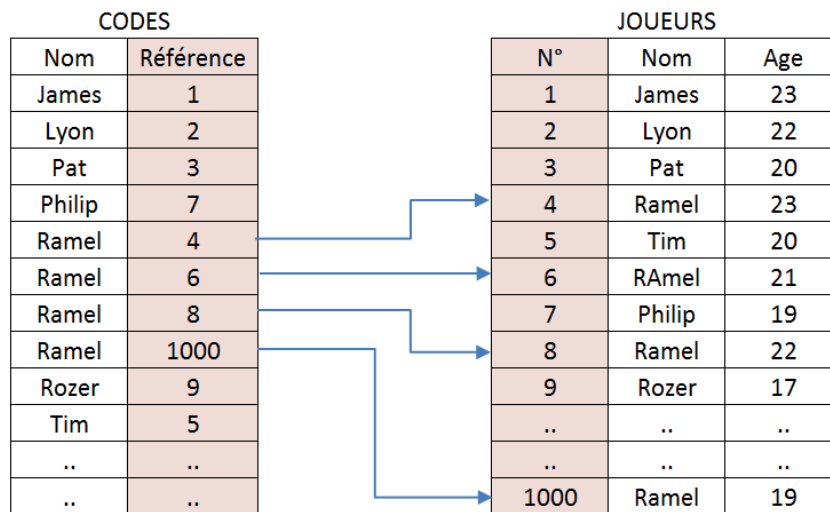 CODES
Nom Référence
James 1
Lyon 2
Pat 3
Philip 7
Ramel 4
Ramel 6
Ramel 8
Ramel 1000
Rozer 9
Tim 5
.. ..
.. ..
JOUEURS
N° Nom Age
1 James 23
2 Lyon 22
3 Pat 20
4 Ramel 23
5 Tim 20
6 RAmel 21
7 Philip 19
8 Ramel 22
9 Rozer 17
.. .. ..
.. .. ..
1000 Ramel 19